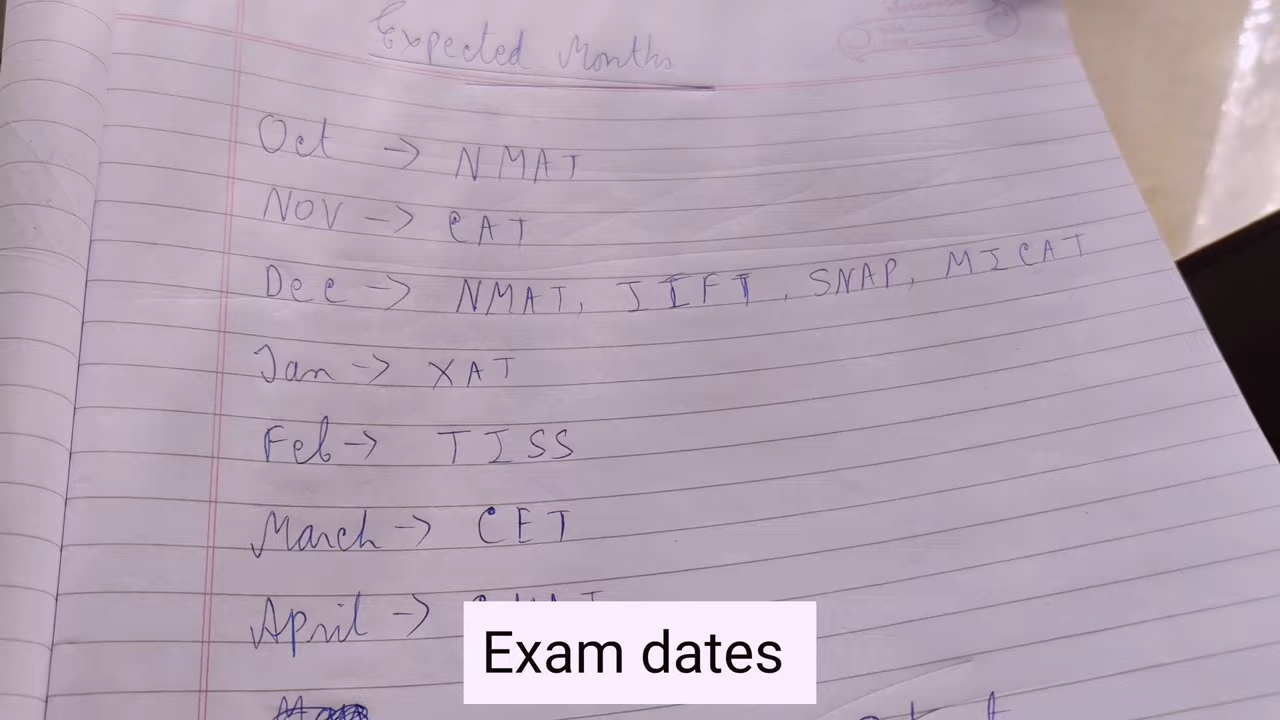 Expected Months
Oct -> NMAT
NOV -> CAT
Dec -> NMAT, IIFT, SNAP, MICAT
Jan -> XAT
Feb -> TISS
March -> CET
April ->
Exam dates